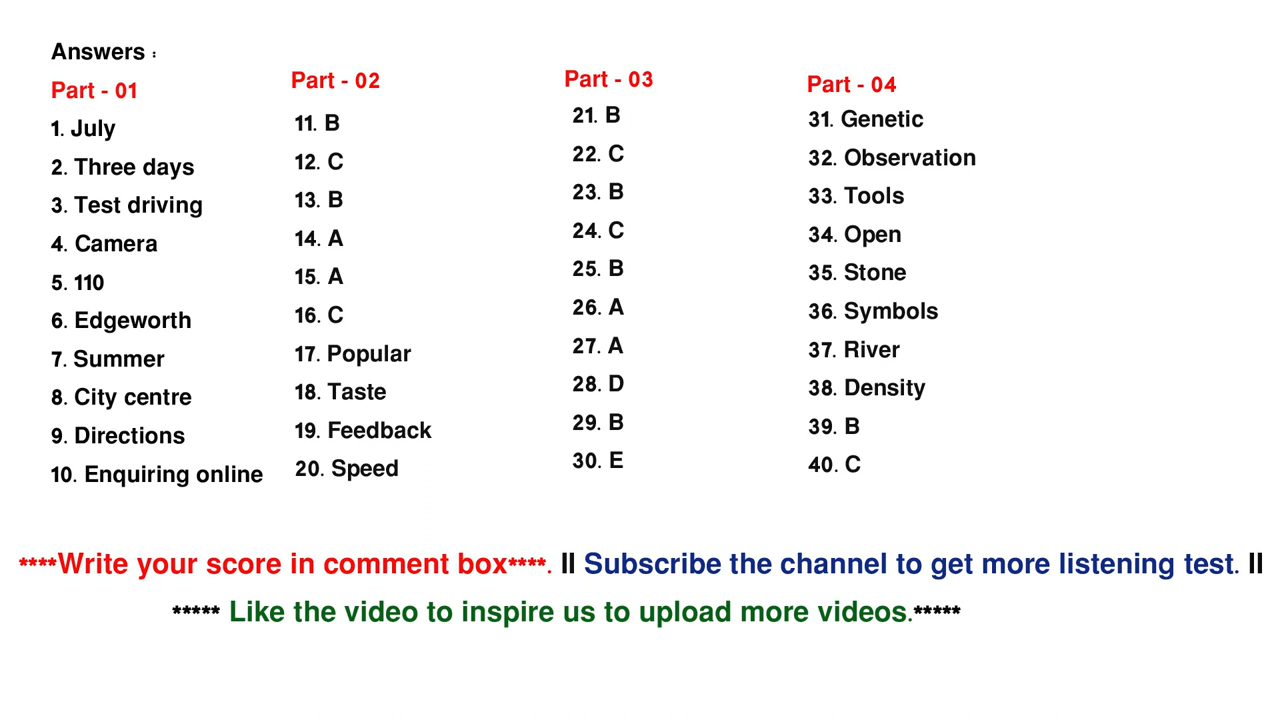 Answers :
Part - 01
1. July
2. Three days
3. Test driving
4. Camera
5. 110
6. Edgeworth
7. Summer
8. City centre
9. Directions
10. Enquiring online
Part - 02
11. B
12. C
13. B
14. A
15. A
16. C
17. Popular
18. Taste
19. Feedback
20. Speed
Part - 03
21. B
22. C
23. B
24. C
25. B
26. A
27. A
28. D
29. B
30. E
Part - 04
31. Genetic
32. Observation
33. Tools
34. Open
35. Stone
36. Symbols
37. River
38. Density
39. B
40. C
****Write your score in comment box****. ll Subscribe the channel to get more listening test. ll
***** Like the video to inspire us to upload more videos.*****